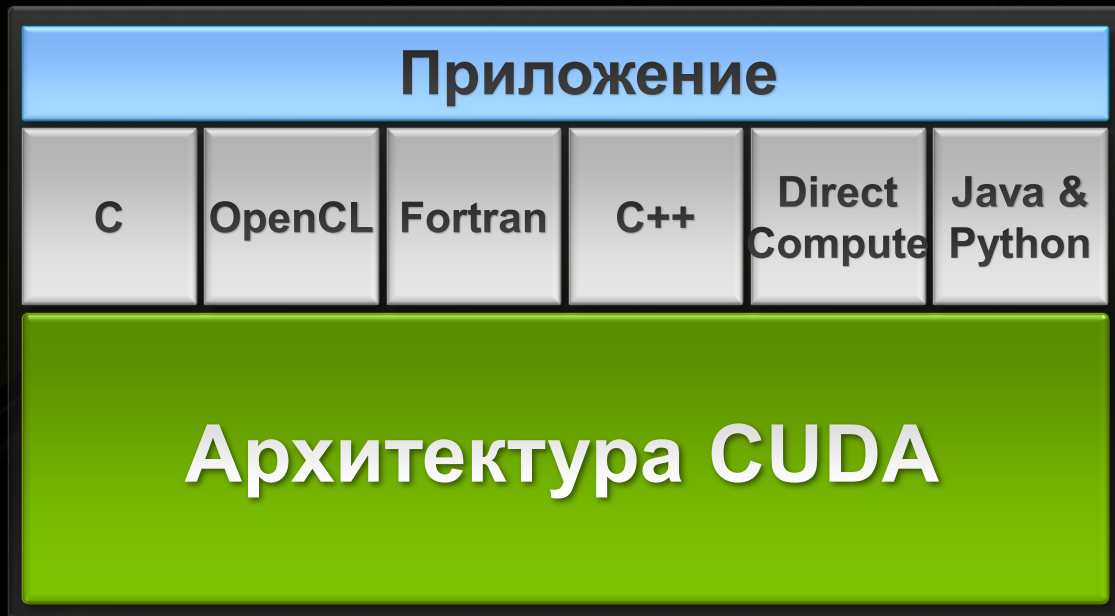 Приложение
C
OpenCL
Fortran
C++
Direct
Compute
Java &
Python
Архитектура CUDA